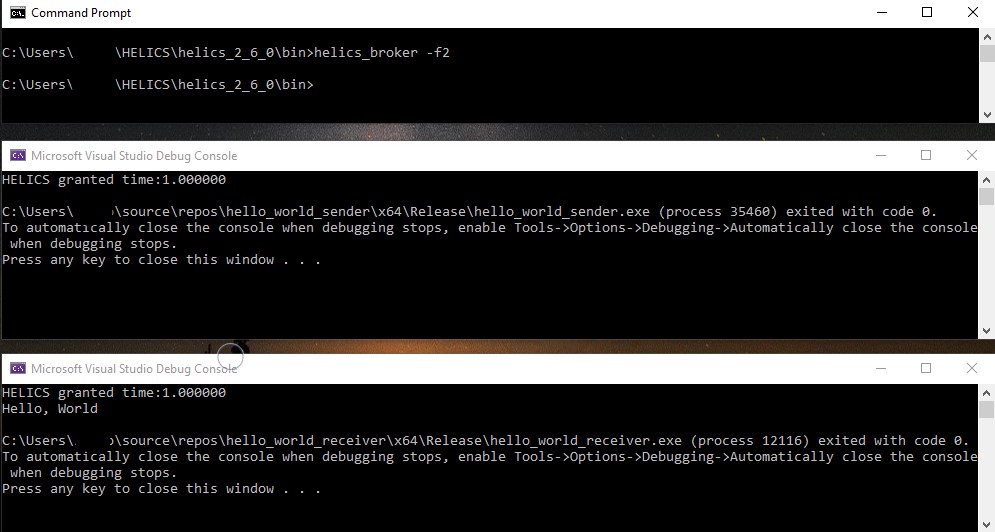 Command Prompt
C:\Users\ \HELICS\helics_2_6_0\bin>helics_broker -f2
C:\Users\ \HELICS\helics_2_6_0\bin>
Microsoft Visual Studio Debug Console
HELICS granted time:1.000000
C:\Users\ \source\repos\hello_world_sender\x64\Release\hello_world_sender.exe (process 35460) exited with code 0.
To automatically close the console when debugging stops, enable Tools->Options->Debugging->Automatically close the console
when debugging stops.
Press any key to close this window . . .
Microsoft Visual Studio Debug Console
HELICS granted time:1.000000
Hello, World
C:\Users\ \source\repos\hello_world_receiver\x64\Release\hello_world_receiver.exe (process 12116) exited with code 0.
To automatically close the console when debugging stops, enable Tools->Options->Debugging->Automatically close the console
when debugging stops.
Press any key to close this window . . .